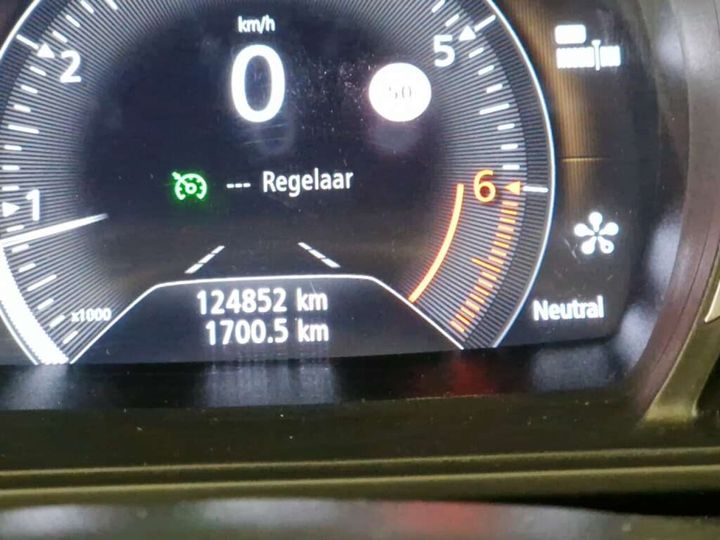 km/h
0
50
2
5
--- Regelaar
1
6
x1000
124852 km
1700.5 km
Neutral